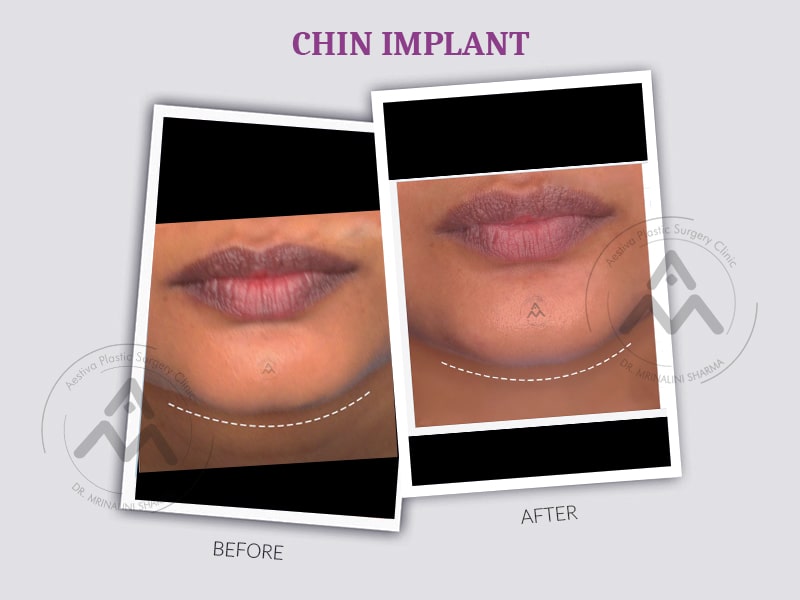 CHIN IMPLANT
Aestiva Plastic Surgery Clinic
DR. MRINALINI SHARMA
Aestiva Plastic Surgery Clinic
DR. MRINALINI SHARMA
BEFORE
AFTER